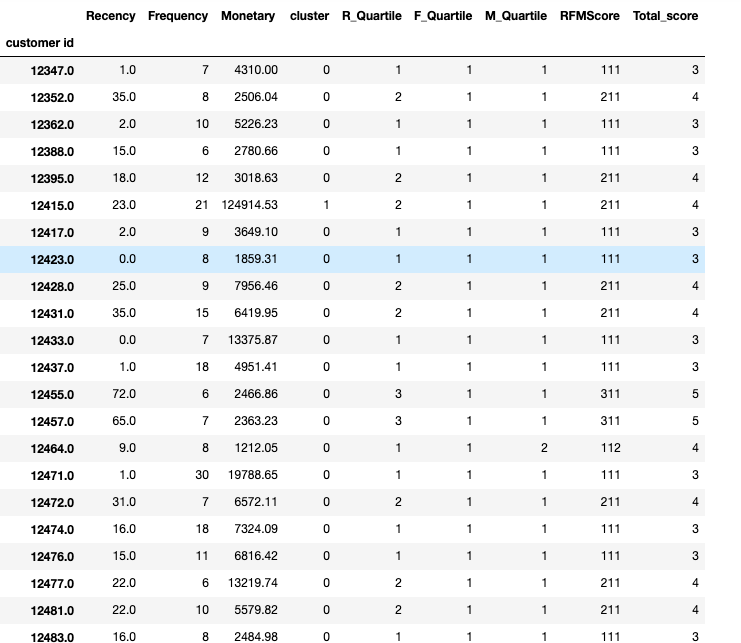 Recency Frequency Monetary cluster R_Quartile F_Quartile M_Quartile RFMScore Total_score
customer id
12347.0 1.0 7 4310.00 0 1 1 1 111 3
12352.0 35.0 8 2506.04 0 2 1 1 211 4
12362.0 2.0 10 5226.23 0 1 1 1 111 3
12388.0 15.0 6 2780.66 0 1 1 1 111 3
12395.0 18.0 12 3018.63 0 2 1 1 211 4
12415.0 23.0 21 124914.53 1 2 1 1 211 4
12417.0 2.0 9 3649.10 0 1 1 1 111 3
12423.0 0.0 8 1859.31 0 1 1 1 111 3
12428.0 25.0 9 7956.46 0 2 1 1 211 4
12431.0 35.0 15 6419.95 0 2 1 1 211 4
12433.0 0.0 7 13375.87 0 1 1 1 111 3
12437.0 1.0 18 4951.41 0 1 1 1 111 3
12455.0 72.0 6 2466.86 0 3 1 1 311 5
12457.0 65.0 7 2363.23 0 3 1 1 311 5
12464.0 9.0 8 1212.05 0 1 1 2 112 4
12471.0 1.0 30 19788.65 0 1 1 1 111 3
12472.0 31.0 7 6572.11 0 2 1 1 211 4
12474.0 16.0 18 7324.09 0 1 1 1 111 3
12476.0 15.0 11 6816.42 0 1 1 1 111 3
12477.0 22.0 6 13219.74 0 2 1 1 211 4
12481.0 22.0 10 5579.82 0 2 1 1 211 4
12483.0 16.0 8 2484.98 0 1 1 1 111 3